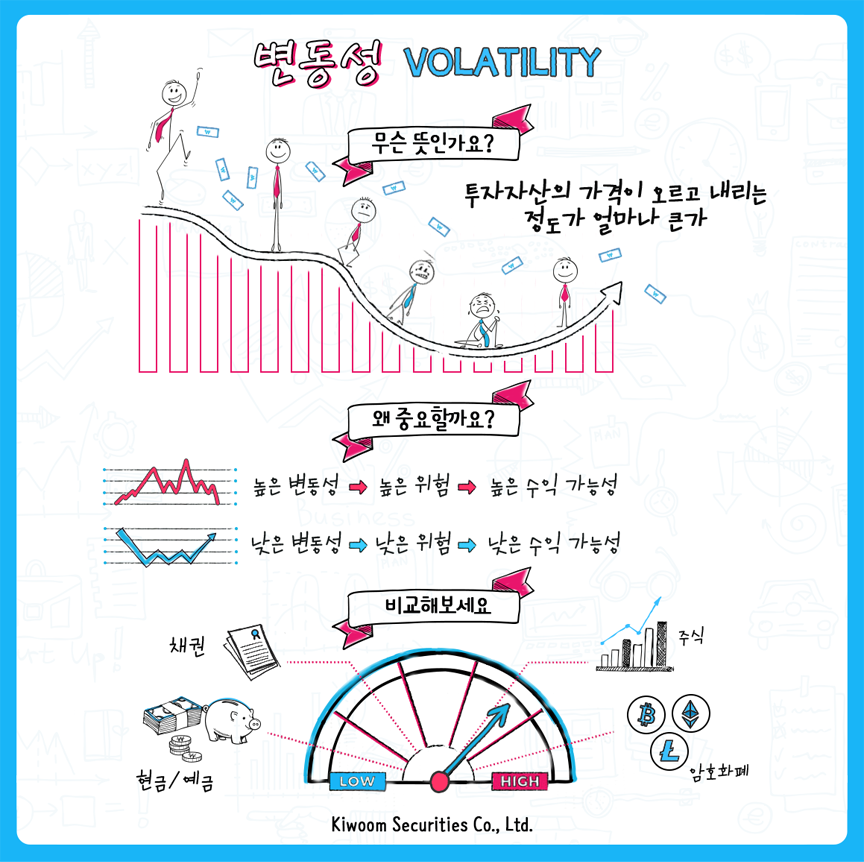 변동성 VOLATILITY
무슨 뜻인가요?
투자자산의 가격이 오르고 내리는
정도가 얼마나 큰가
왜 중요할까요?
높은 변동성 높은 위험 높은 수익 가능성
낮은 변동성 낮은 위험 낮은 수익 가능성
비교해보세요
채권
주식
현금/예금
암호화폐
LOW
HIGH
Kiwoom Securities Co., Ltd.